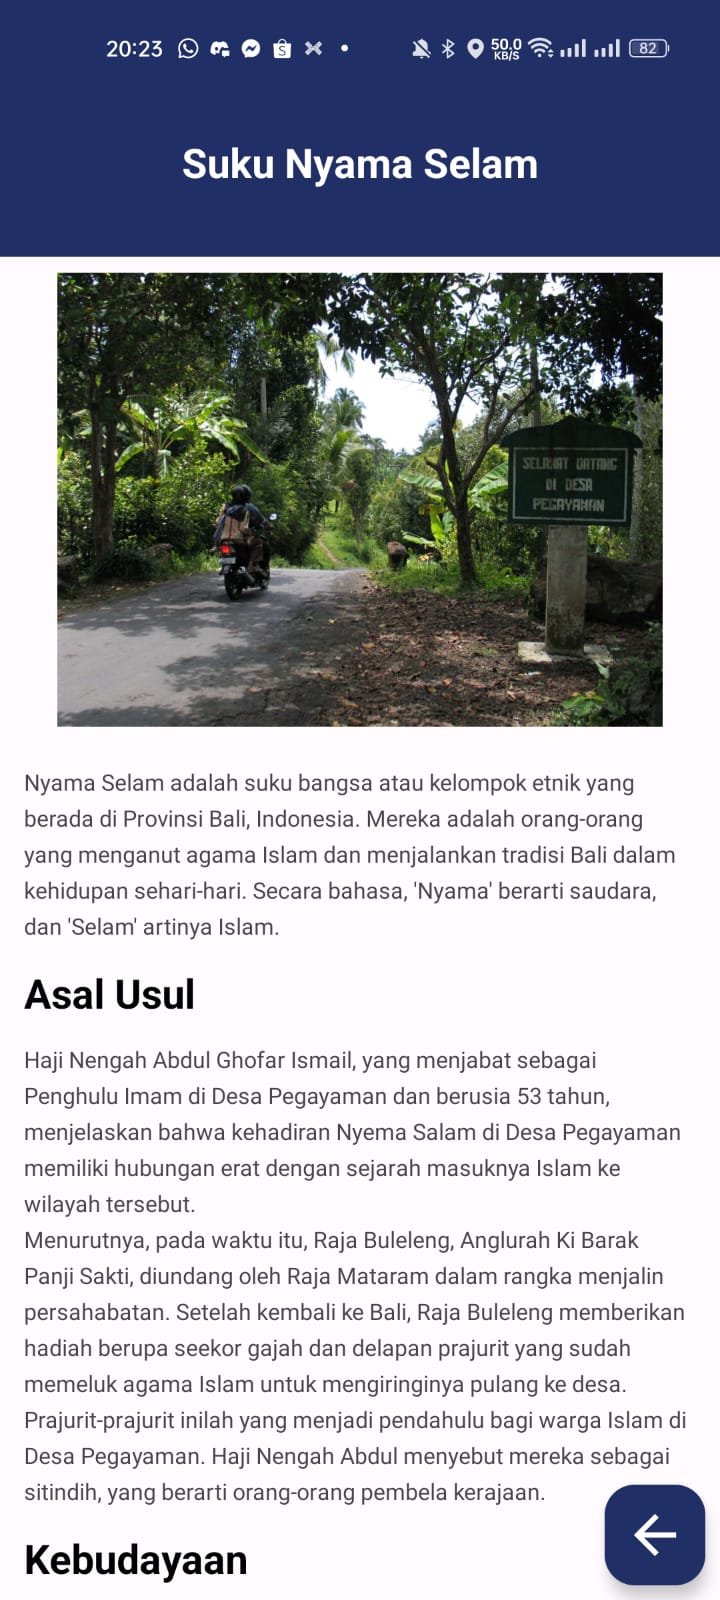 20:23
50.0
KB/S
82
Suku Nyama Selam
SELAMAT DATANG
DI DESA
PEGAYAMAN
Nyama Selam adalah suku bangsa atau kelompok etnik yang
berada di Provinsi Bali, Indonesia. Mereka adalah orang-orang
yang menganut agama Islam dan menjalankan tradisi Bali dalam
kehidupan sehari-hari. Secara bahasa, 'Nyama' berarti saudara,
dan 'Selam' artinya Islam.
Asal Usul
Haji Nengah Abdul Ghofar Ismail, yang menjabat sebagai
Penghulu Imam di Desa Pegayaman dan berusia 53 tahun,
menjelaskan bahwa kehadiran Nyema Salam di Desa Pegayaman
memiliki hubungan erat dengan sejarah masuknya Islam ke
wilayah tersebut.
Menurutnya, pada waktu itu, Raja Buleleng, Anglurah Ki Barak
Panji Sakti, diundang oleh Raja Mataram dalam rangka menjalin
persahabatan. Setelah kembali ke Bali, Raja Buleleng memberikan
hadiah berupa seekor gajah dan delapan prajurit yang sudah
memeluk agama Islam untuk mengiringinya pulang ke desa.
Prajurit-prajurit inilah yang menjadi pendahulu bagi warga Islam di
Desa Pegayaman. Haji Nengah Abdul menyebut mereka sebagai
sitindih, yang berarti orang-orang pembela kerajaan.
Kebudayaan